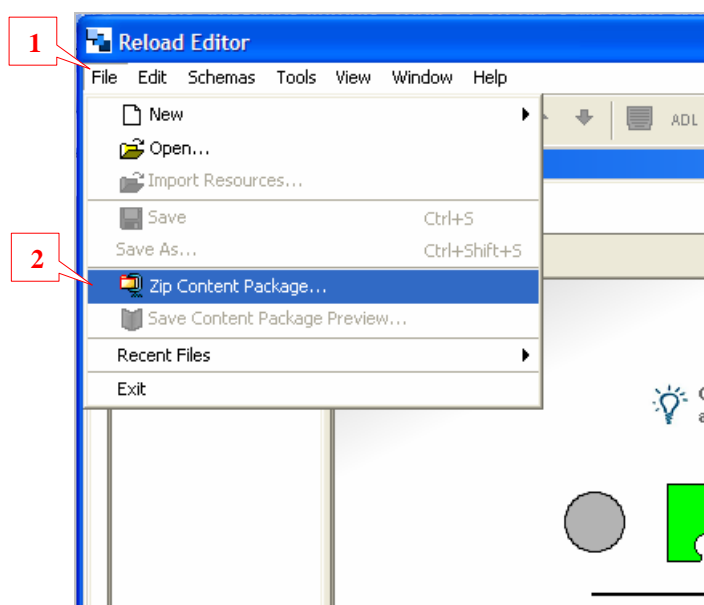 1
Reload Editor
File Edit Schemas Tools View Window Help
New
ADL
Open...
Import Resources...
Save Ctrl+S
Save As... Ctrl+Shift+S
2
Zip Content Package...
Save Content Package Preview...
Recent Files
Exit